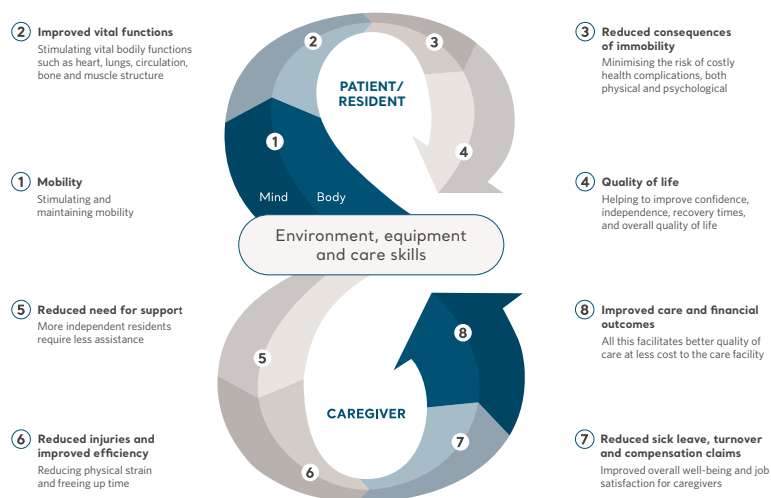 2 Improved vital functions
Stimulating vital bodily functions
such as heart, lungs, circulation,
bone and muscle structure
1 Mobility
Stimulating and
maintaining mobility
5 Reduced need for support
More independent residents
require less assistance
6 Reduced injuries and
improved efficiency
Reducing physical strain
and freeing up time
2
3
PATIENT/
RESIDENT
1
4
Mind Body
Environment, equipment
and care skills
8
5
CAREGIVER
7
6
3 Reduced consequences
of immobility
Minimising the risk of costly
health complications, both
physical and psychological
4 Quality of life
Helping to improve confidence,
independence, recovery times,
and overall quality of life
8 Improved care and financial
outcomes
All this facilitates better quality of
care at less cost to the care facility
7 Reduced sick leave, turnover
and compensation claims
Improved overall well-being and job
satisfaction for caregivers